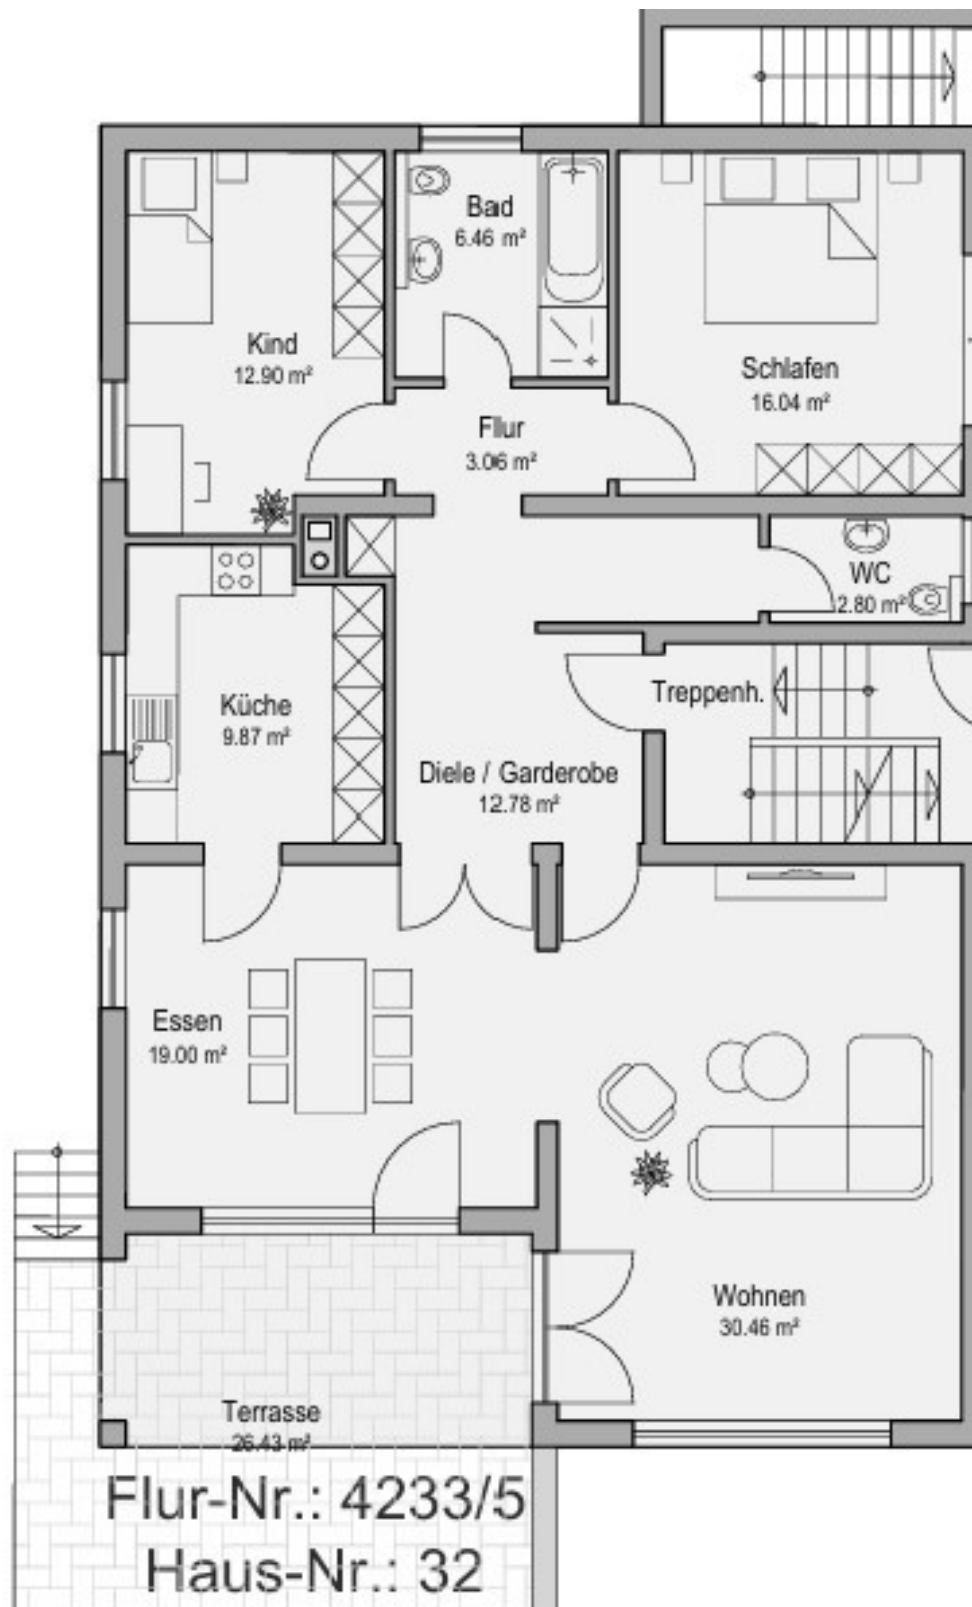 Bad
6.46 m²
Kind
12.90 m²
Schlafen
16.04 m²
Flur
3.06 m²
WC
2.80 m²
Küche
9.87 m²
Treppenh.
Diele / Garderobe
12.78 m²
Essen
19.00 m²
Wohnen
30.46 m²
Terrasse
26.43 m²
Flur-Nr.: 4233/5
Haus-Nr.: 32